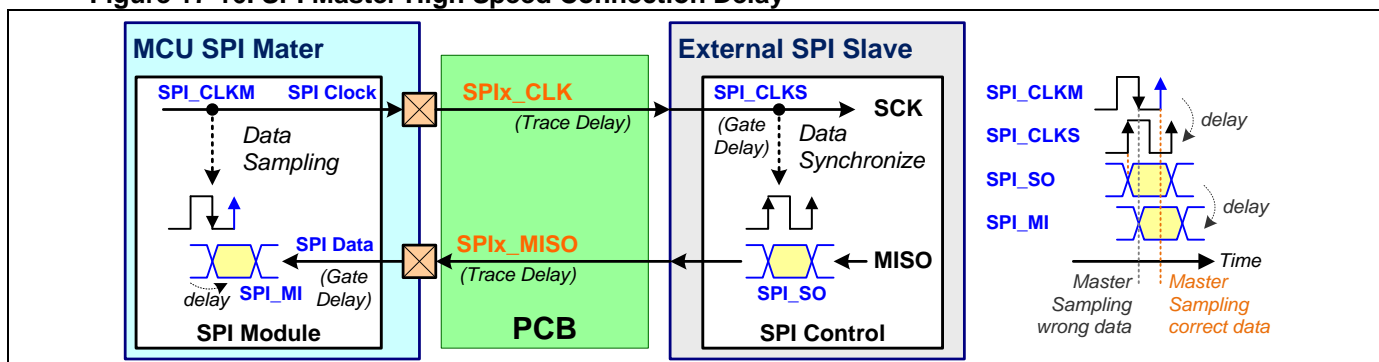 MCU SPI Mater
SPI_CLKM
SPI Clock
Data
Sampling
SPI Data
(Gate
Delay)
delay
SPI_MI
SPI Module
SPIx_CLK
(Trace Delay)
SPIx_MISO
(Trace Delay)
PCB
External SPI Slave
SPI_CLKS
SCK
(Gate
Delay)
Data
Synchronize
MISO
SPI_SO
SPI Control
SPI_CLKM
delay
SPI_CLKS
SPI_SO
SPI_MI
delay
Time
Master
Sampling
wrong data
Master
Sampling
correct data